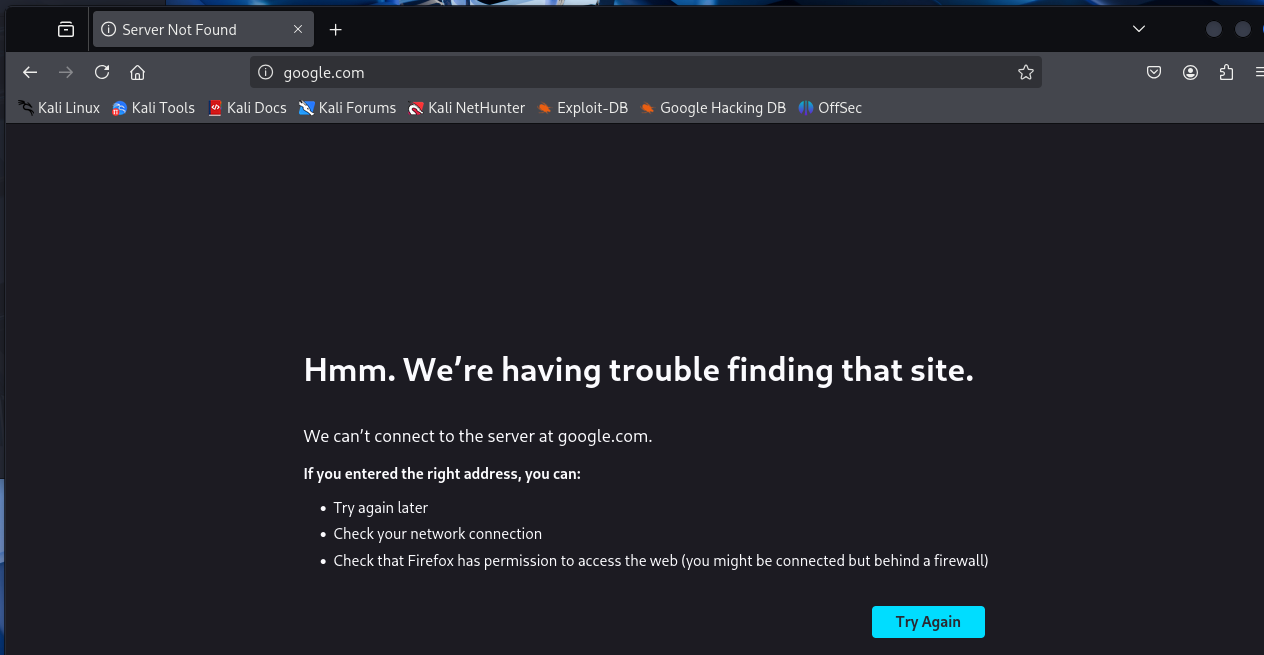 Server Not Found
google.com
Kali Linux Kali Tools Kali Docs Kali Forums Kali NetHunter Exploit-DB Google Hacking DB OffSec
Hmm. We’re having trouble finding that site.
We can’t connect to the server at google.com.
If you entered the right address, you can:
• Try again later
• Check your network connection
• Check that Firefox has permission to access the web (you might be connected but behind a firewall)
Try Again